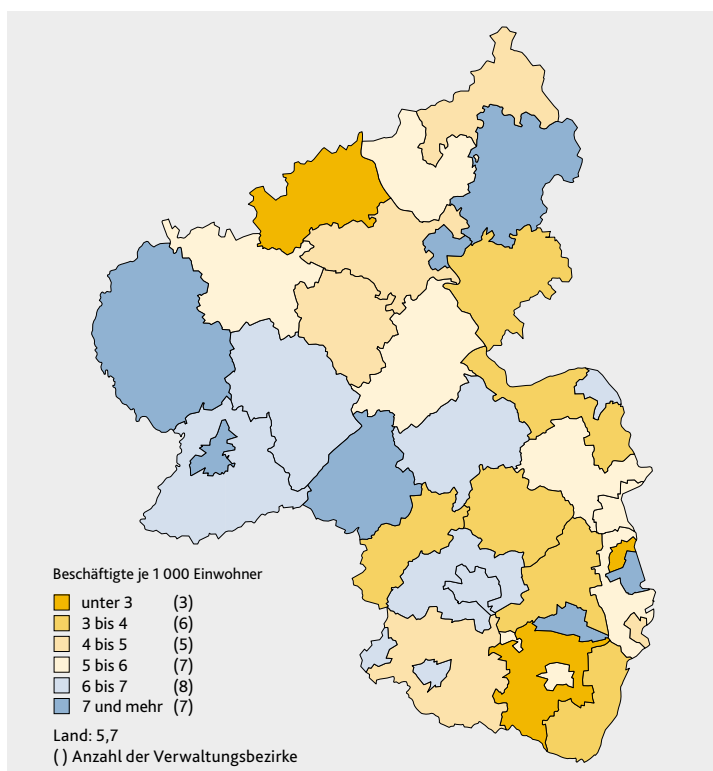 Beschäftigte je 1 000 Einwohner
unter 3 (3)
3 bis 4 (6)
4 bis 5 (5)
5 bis 6 (7)
6 bis 7 (8)
7 und mehr (7)
Land: 5,7
( ) Anzahl der Verwaltungsbezirke